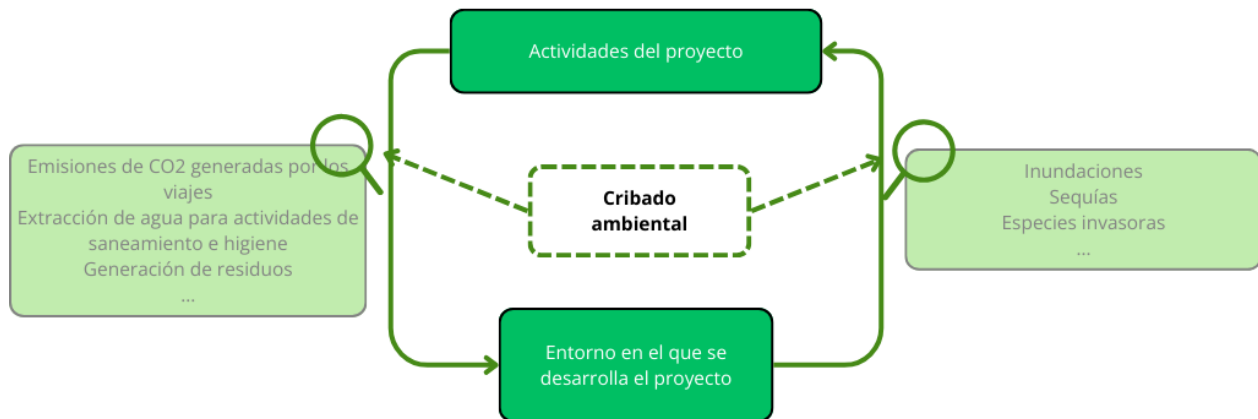 Actividades del proyecto
Emisiones de CO2 generadas por los
viajes
Extracción de agua para actividades de
saneamiento e higiene
Generación de residuos
...
Cribado
ambiental
Inundaciones
Sequías
Especies invasoras
...
Entorno en el que se
desarrolla el proyecto